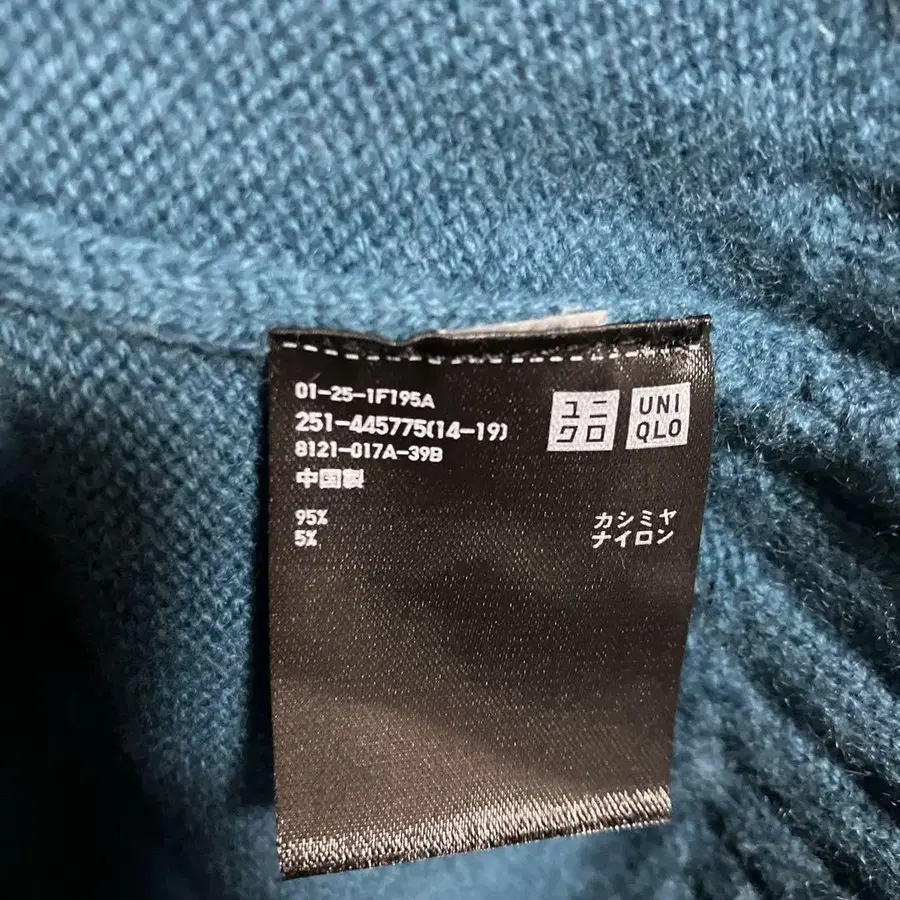 01-25-1F195A
251-445775(14-19)
8121-017A-39B
中国製
ユニ
クロ
UNI
QLO
95% カシミヤ
5% ナイロン